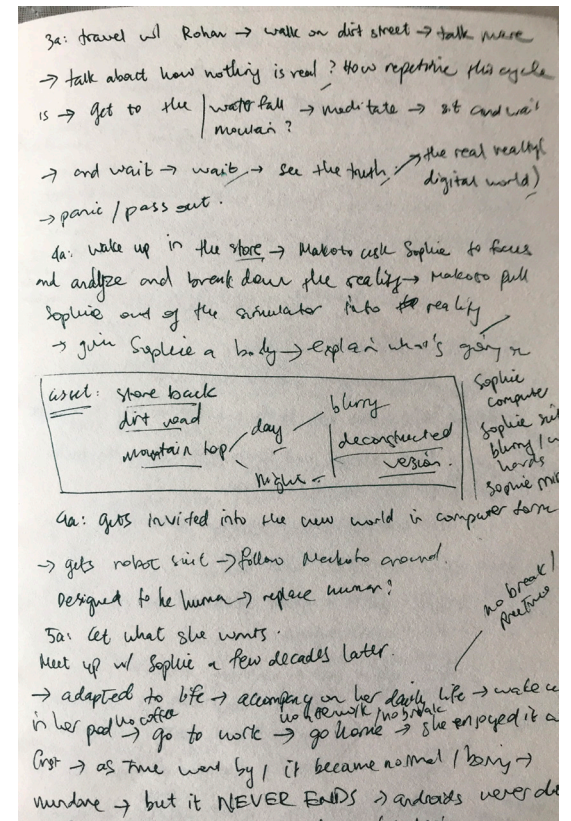 3a: travel w/ Rohan → walk on dirt street → talk more
→ talk about how nothing is real? How repetitive this cycle
is → get to the | waterfall → meditate → sit and wait
moutain?
→ and wait → wait → see the truth → the real reality (
digital world)
→ panic / pass out.
4a: wake up in the store → Makoto ask Sophie to focus
and analyze and break down the reality → Makoto pull
Sophie out of the simulator into reality
→ give Sophie a body → explain what's going on
asset: store back
dirt road
mountain top
day
night
blurry
deconstructed
version.
Sophie
computer
Sophie suit
blurry /
hands
Sophie
4a: gets invited into the new world in computer form
→ gets robot suit → follow Makoto around.
Designed to be human → replace human?
no break /
5a: Get what she wants.
Meet up w/ Sophie a few decades later.
→ adapted to life → accompany on her daily life → wake
no coffee
no homework / no break
in her pod → go to work → go home → she enjoyed it
first → as time went by, it became normal / boring →
mundane → but it NEVER ENDS → androids never